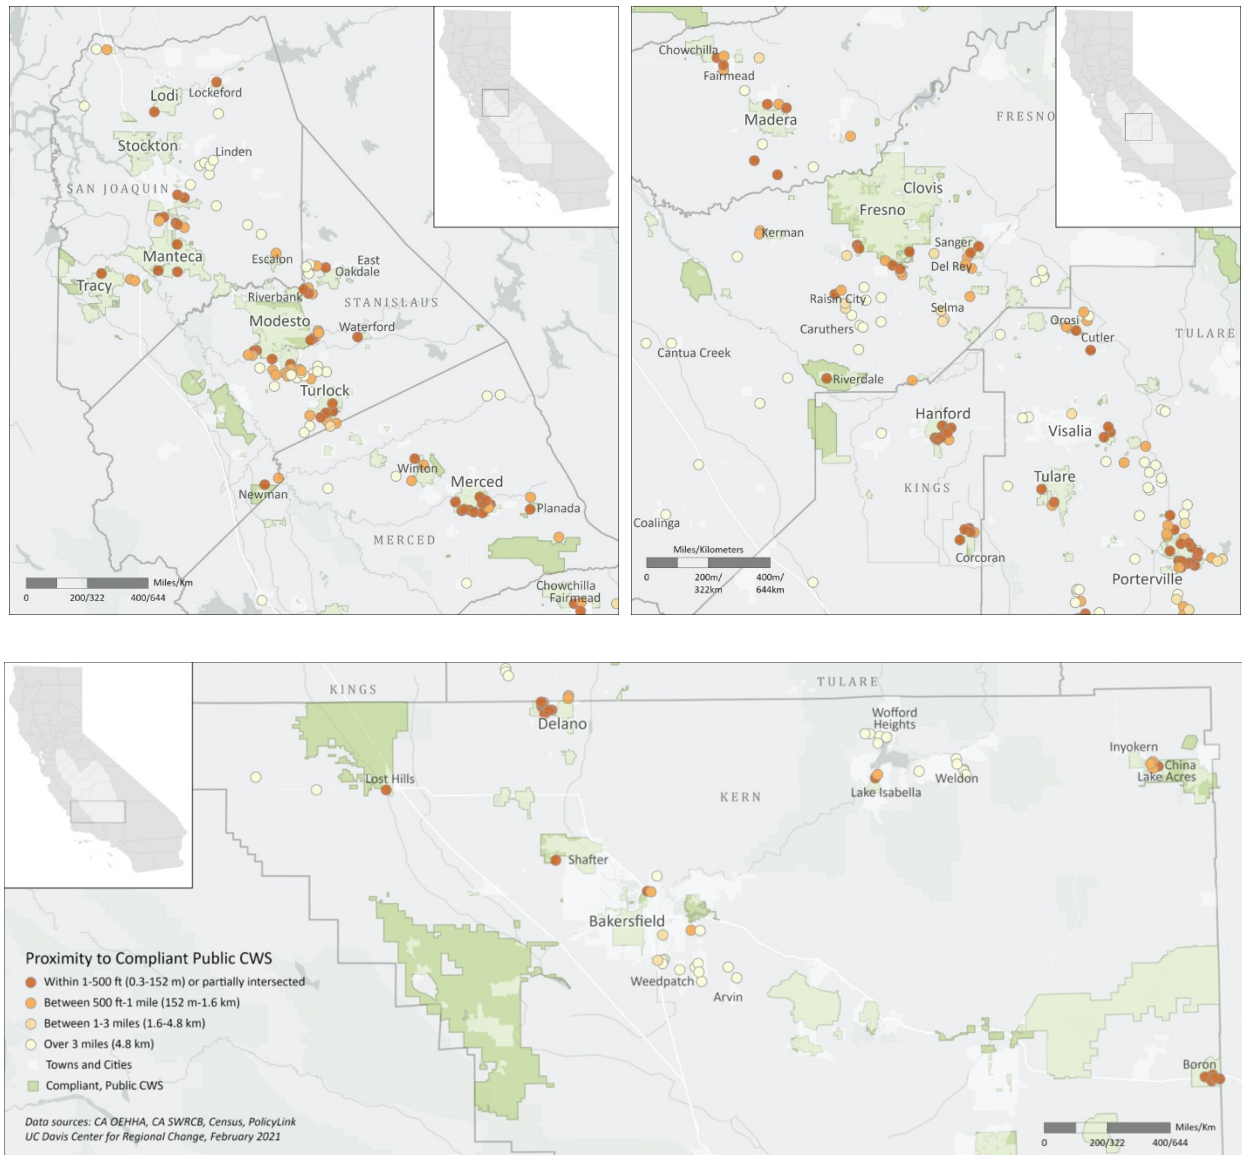 Lodi
Lockeford
Stockton
Linden
SAN JOAQUIN
Manteca
Escalon
East
Oakdale
Tracy
Riverbank
STANISLAUS
Modesto
Waterford
Turlock
Winton
Merced
Newman
Planada
MERCED
Chowchilla
Fairmead
Miles/Km
0 200/322 400/644
Chowchilla
Fairmead
Madera
FRESNO
Clovis
Fresno
Kerman
Sanger
Del Rey
Raisin City
Selma
Caruthers
Orosi
Cutler
TULARE
Cantua Creek
Riverdale
Hanford
Visalia
Tulare
KINGS
Coalinga
Corcoran
Porterville
Miles/Kilometers
0 200m/ 400m/
322km 644km
KINGS
TULARE
Delano
Wofford
Heights
Inyokern
China
Lake Acres
Lost Hills
Weldon
Lake Isabella
KERN
Shafter
Bakersfield
Weedpatch
Arvin
Boron
Proximity to Compliant Public CWS
Within 1-500 ft (0.3-152 m) or partially intersected
Between 500 ft-1 mile (152 m-1.6 km)
Between 1-3 miles (1.6-4.8 km)
Over 3 miles (4.8 km)
Towns and Cities
Compliant, Public CWS
Data sources: CA OEHHA, CA SWRCB, Census, PolicyLink
UC Davis Center for Regional Change, February 2021
Miles/Km
0 200/322 400/644